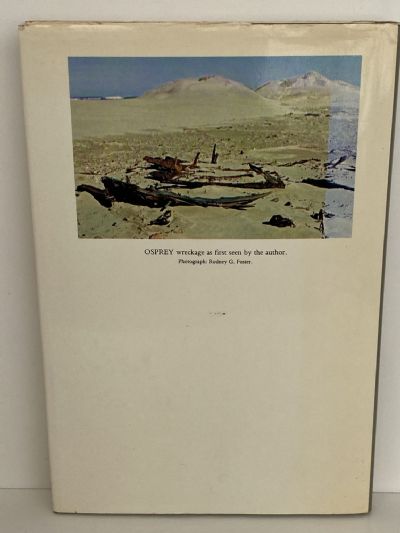 OSPREY wreckage as first seen by the author.
Photograph: Rodney G. Foster.